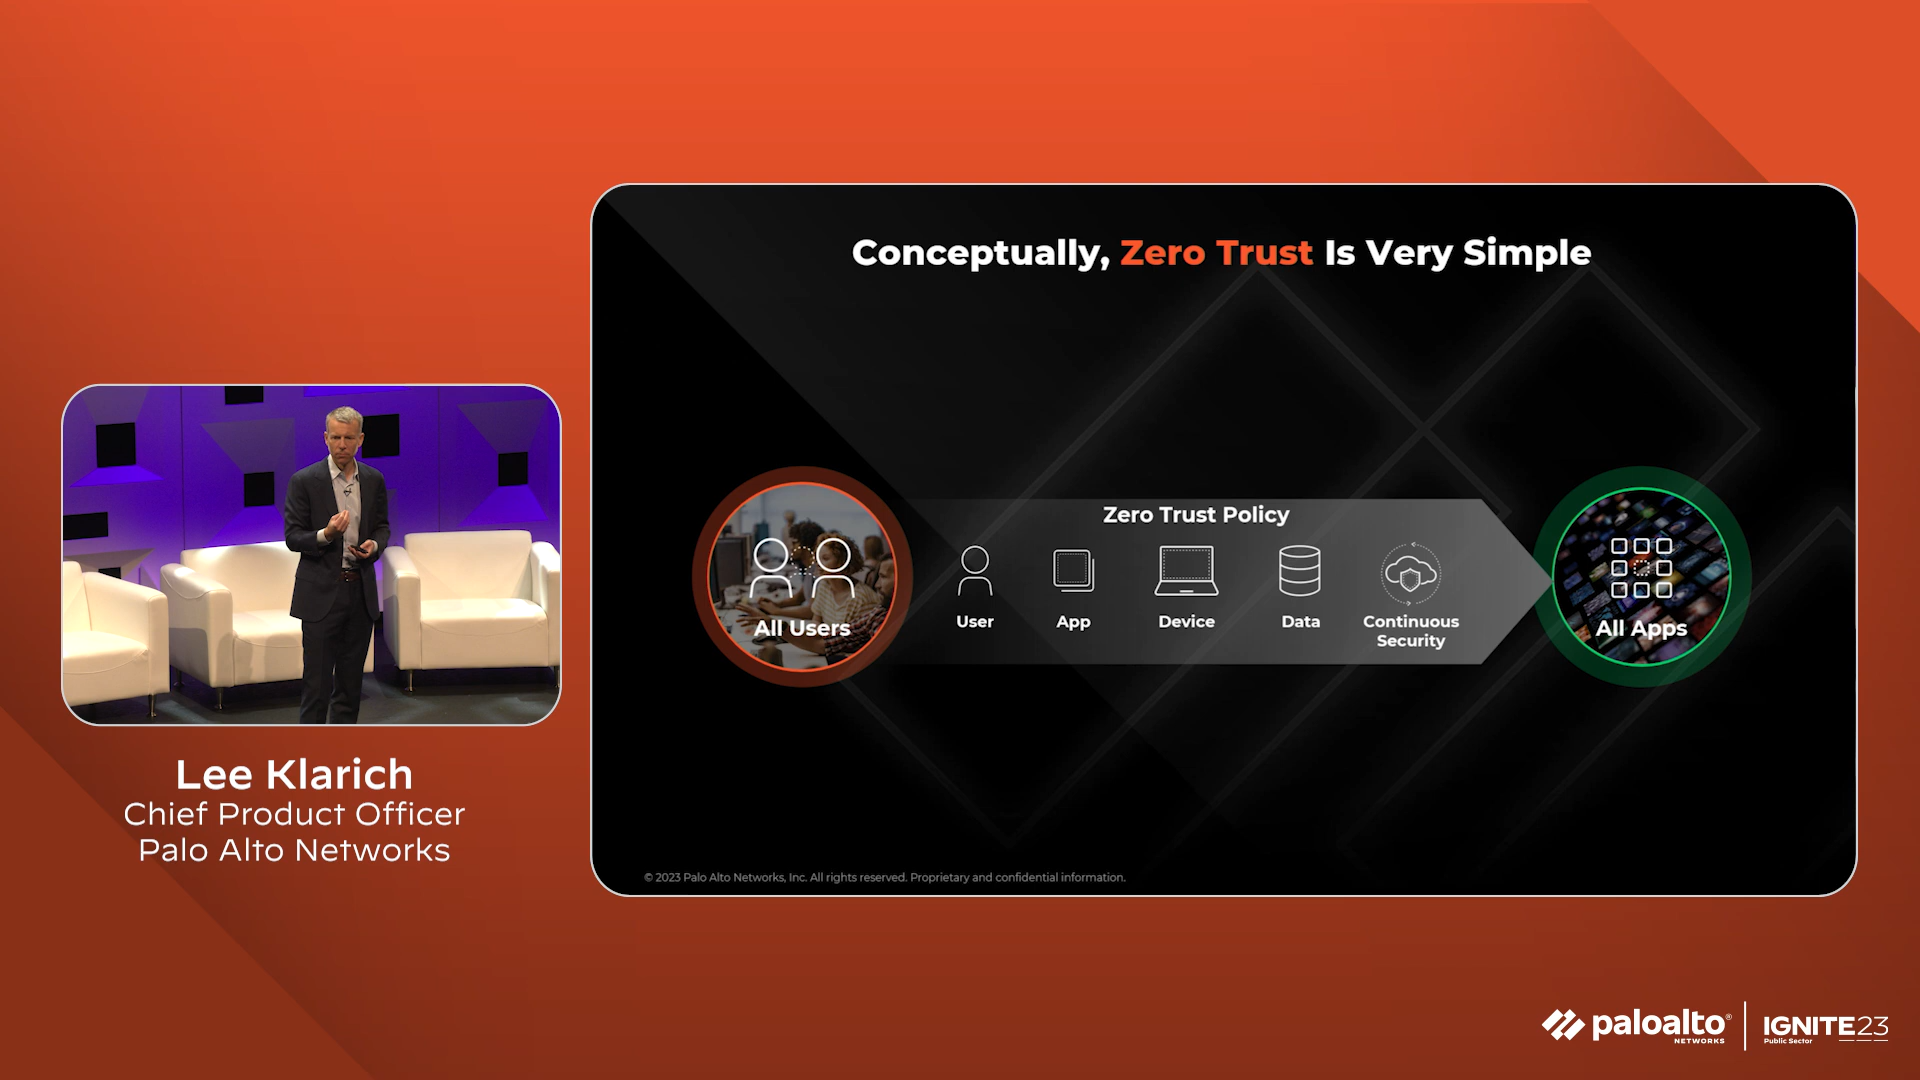 Conceptually, Zero Trust Is Very Simple
Zero Trust Policy
All Users
User
App
Device
Data
Continuous
Security
All Apps
© 2023 Palo Alto Networks, Inc. All rights reserved. Proprietary and confidential information.
Lee Klarich
Chief Product Officer
Palo Alto Networks
paloalto®
NETWORKS
IGNITE23
Public Sector